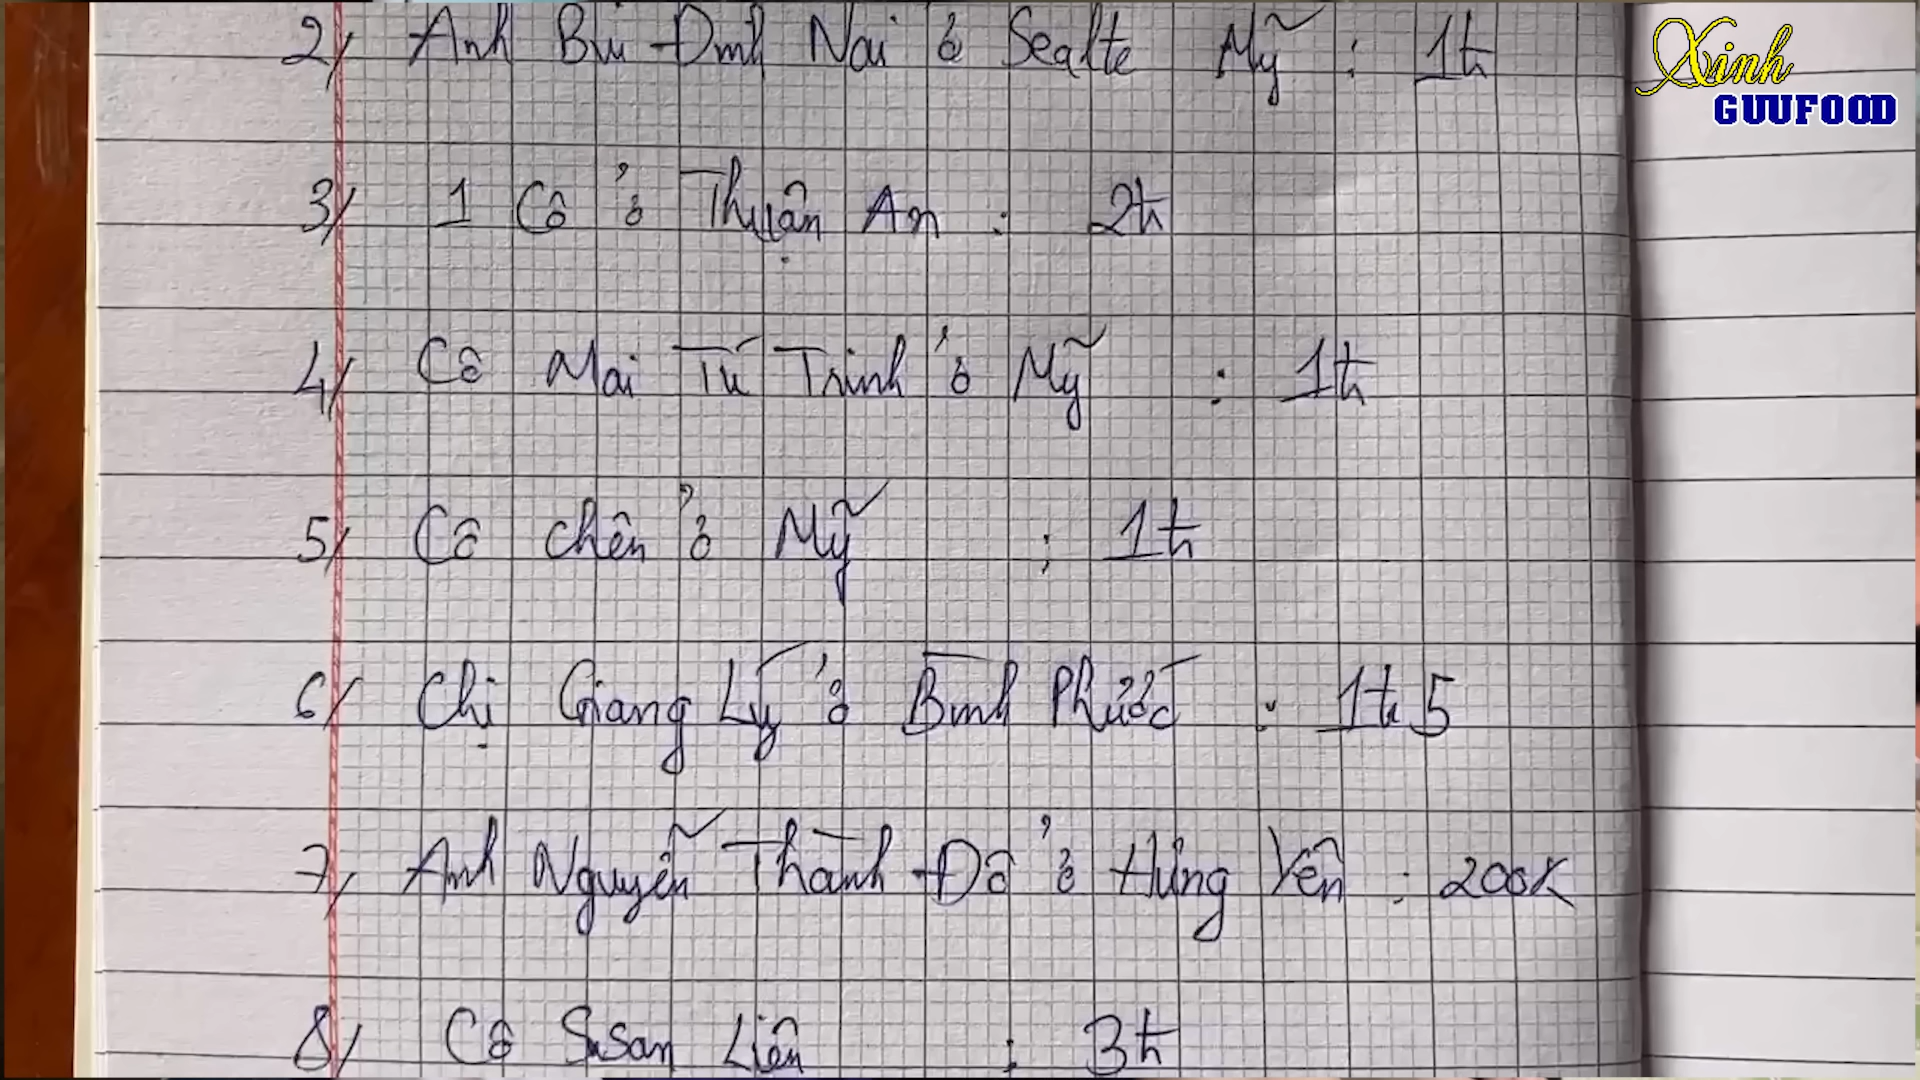 2/ Anh Bùi Đình Nai ở Sealte Mỹ : 1tr
Xinh
GUUFOOD
3/ 1 Cô ở Thuận An : 2tr
4/ Cô Mai Tú Trinh ở Mỹ : 1tr
5/ Cô Chên ở Mỹ : 1tr
6/ Chị Giang Lý ở Bình Phước : 1tr5
7/ Anh Nguyễn Thành Đô ở Hưng Yên : 200K
8/ Cô Susan Liên : 3tr